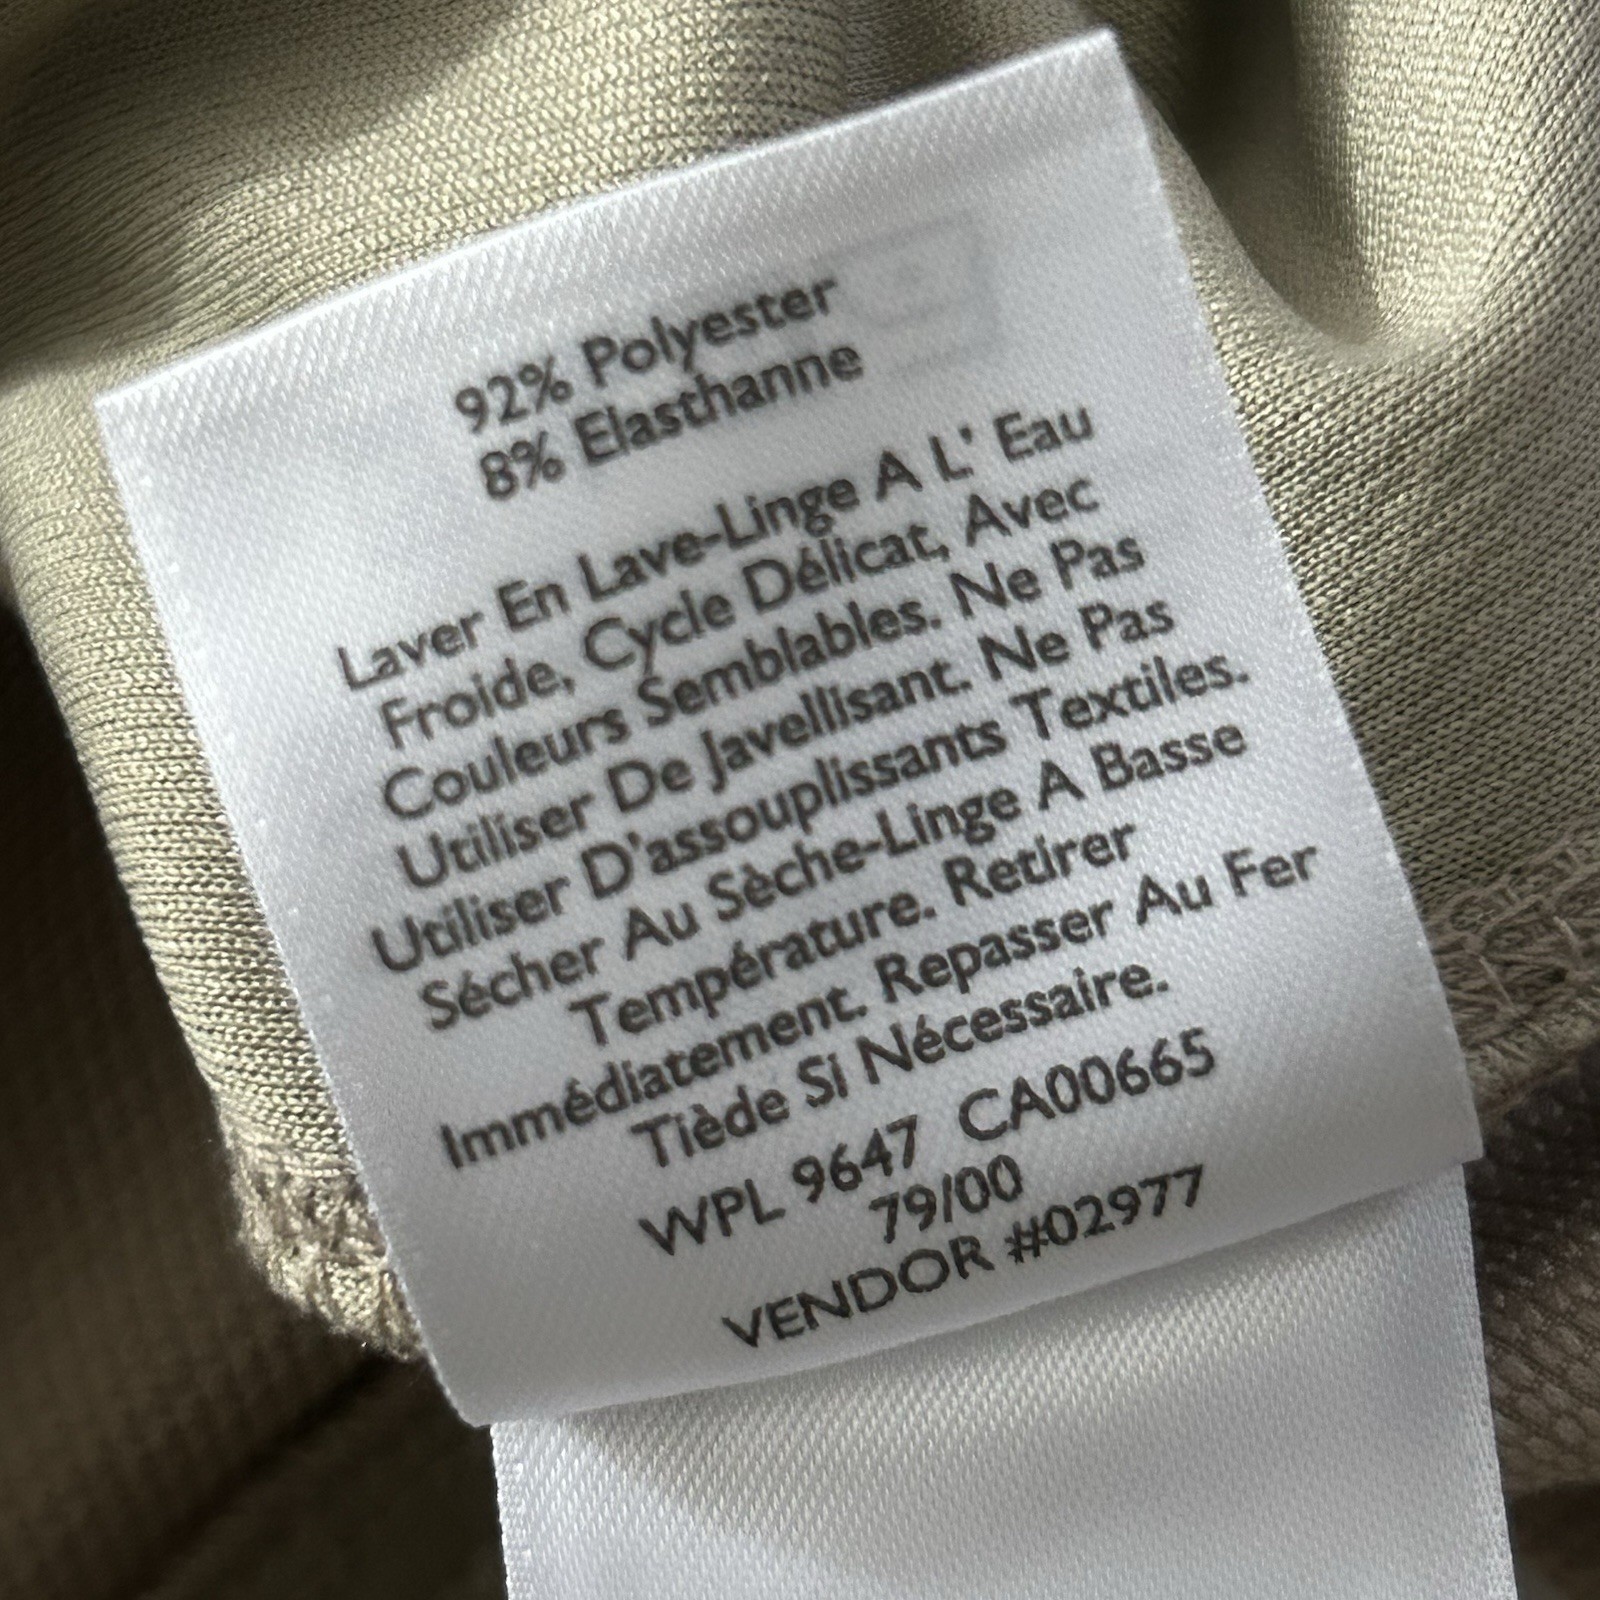 92% Polyester
8% Elasthanne
Laver En Lave-Linge A L' Eau
Froide, Cycle Délicat, Avec
Couleurs Semblables. Ne Pas
Utiliser De Javellisant. Ne Pas
Utiliser D'assouplissants Textiles.
Sécher Au Sèche-Linge A Basse
Température. Retirer
Immédiatement. Repasser Au Fer
Tiède Si Nécessaire.
WPL 9647 CA00665
79/00
VENDOR #02977